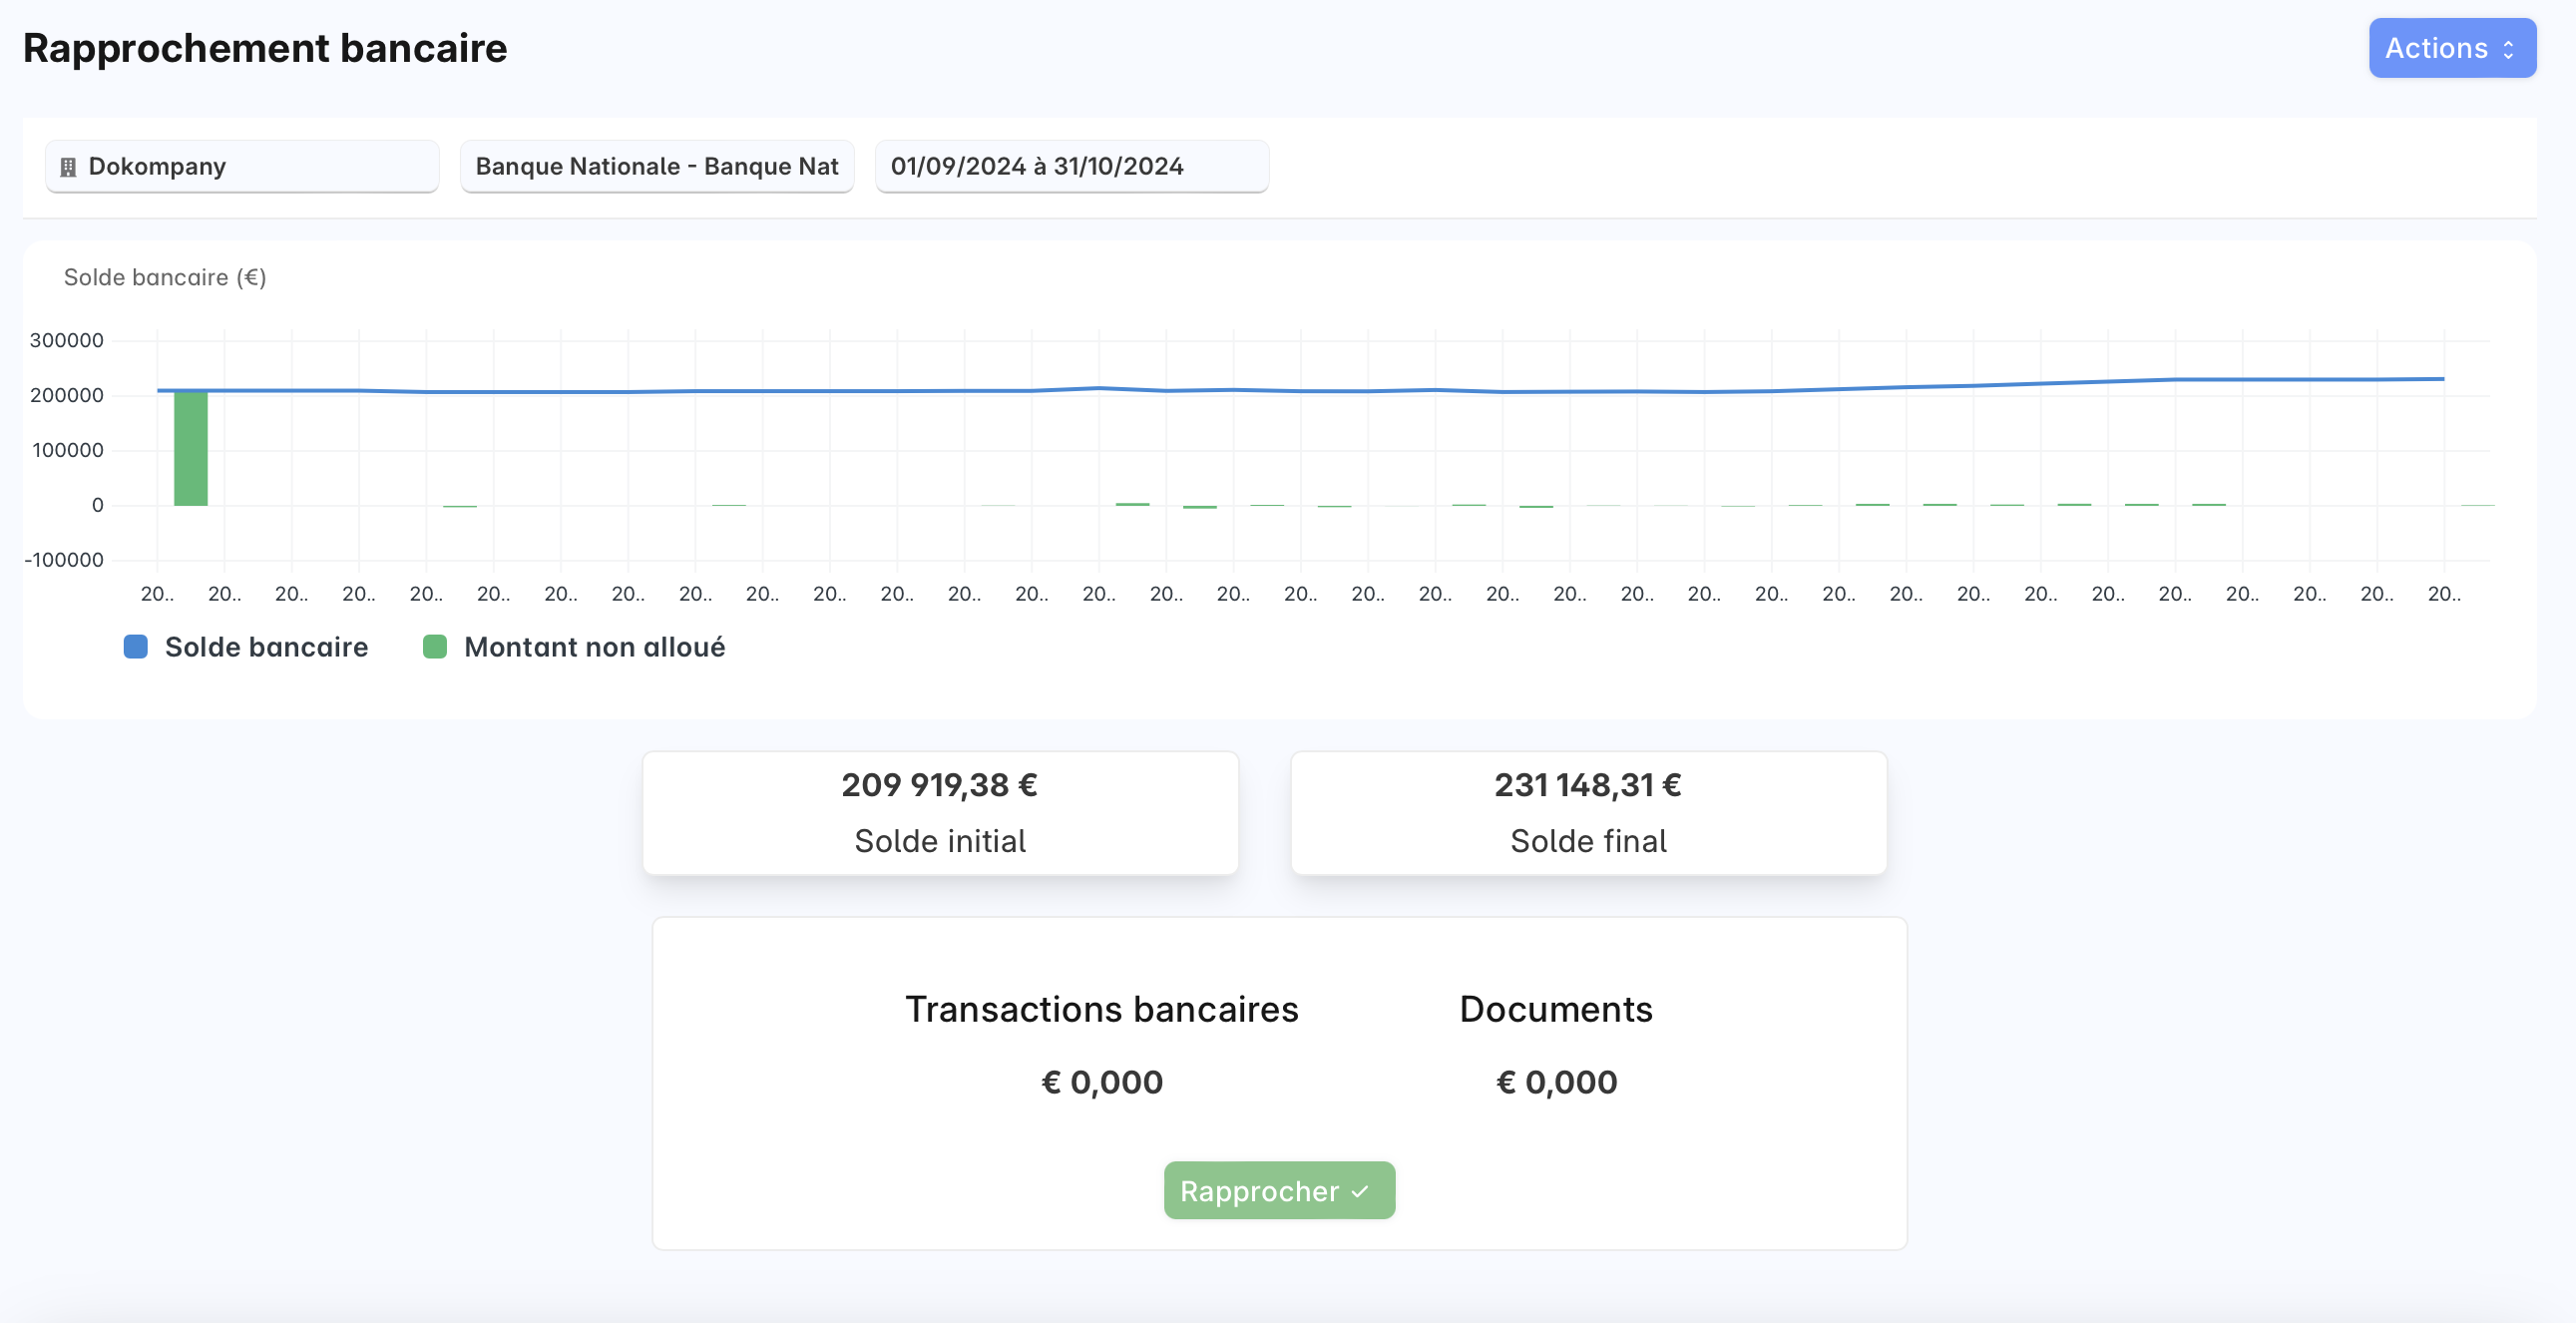 Rapprochement bancaire
Actions
Dokompany
Banque Nationale - Banque Nat
01/09/2024 à 31/10/2024
Solde bancaire (€)
300000
200000
100000
0
-100000
20.. 20.. 20.. 20.. 20.. 20.. 20.. 20.. 20.. 20.. 20.. 20.. 20.. 20.. 20.. 20.. 20.. 20.. 20.. 20.. 20.. 20.. 20.. 20.. 20.. 20.. 20.. 20.. 20.. 20.. 20.. 20.. 20.. 20.. 20..
Solde bancaire Montant non alloué
209 919,38 €
Solde initial
231 148,31 €
Solde final
Transactions bancaires Documents
€ 0,000 € 0,000
Rapprocher